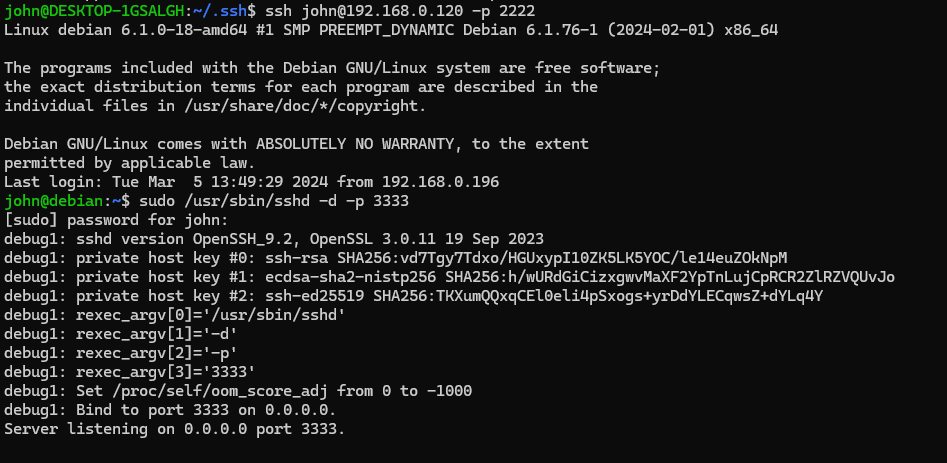 john@DESKTOP-1GSALGH:~/.ssh$ ssh john@192.168.0.120 -p 2222
Linux debian 6.1.0-18-amd64 #1 SMP PREEMPT_DYNAMIC Debian 6.1.76-1 (2024-02-01) x86_64

The programs included with the Debian GNU/Linux system are free software;
the exact distribution terms for each program are described in the
individual files in /usr/share/doc/*/copyright.

Debian GNU/Linux comes with ABSOLUTELY NO WARRANTY, to the extent
permitted by applicable law.
Last login: Tue Mar  5 13:49:29 2024 from 192.168.0.196
john@debian:~$ sudo /usr/sbin/sshd -d -p 3333
[sudo] password for john:
debug1: sshd version OpenSSH_9.2, OpenSSL 3.0.11 19 Sep 2023
debug1: private host key #0: ssh-rsa SHA256:vd7Tgy7Tdxo/HGUxypI10ZK5LK5YOC/le14euZOkNpM
debug1: private host key #1: ecdsa-sha2-nistp256 SHA256:h/wURdGiCizxgwvMaXF2YpTnLujCpRCR2ZlRZVQUvJo
debug1: private host key #2: ssh-ed25519 SHA256:TKXumQQxqCEl0eli4pSxogs+yrDdYLECqwsZ+dYLq4Y
debug1: rexec_argv[0]='/usr/sbin/sshd'
debug1: rexec_argv[1]='-d'
debug1: rexec_argv[2]='-p'
debug1: rexec_argv[3]='3333'
debug1: Set /proc/self/oom_score_adj from 0 to -1000
debug1: Bind to port 3333 on 0.0.0.0.
Server listening on 0.0.0.0 port 3333.